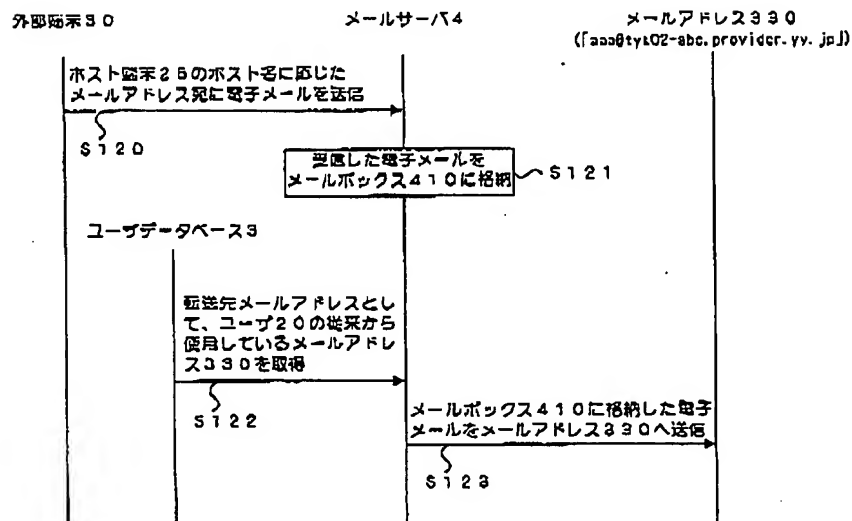 外部端末30
メールサーバ4
メールアドレス330
(「aaa@tyk02-abc.provider.yy.jp」)
ホスト端末25のホスト名に応じた
メールアドレス宛に電子メールを送信
S120
受信した電子メールを
メールボックス410に格納
S121
ユーザデータベース3
転送先メールアドレスとし
て、ユーザ20の従来から
使用しているメールアドレ
ス330を取得
S122
メールボックス410に格納した電子
メールをメールアドレス330へ送信
S123